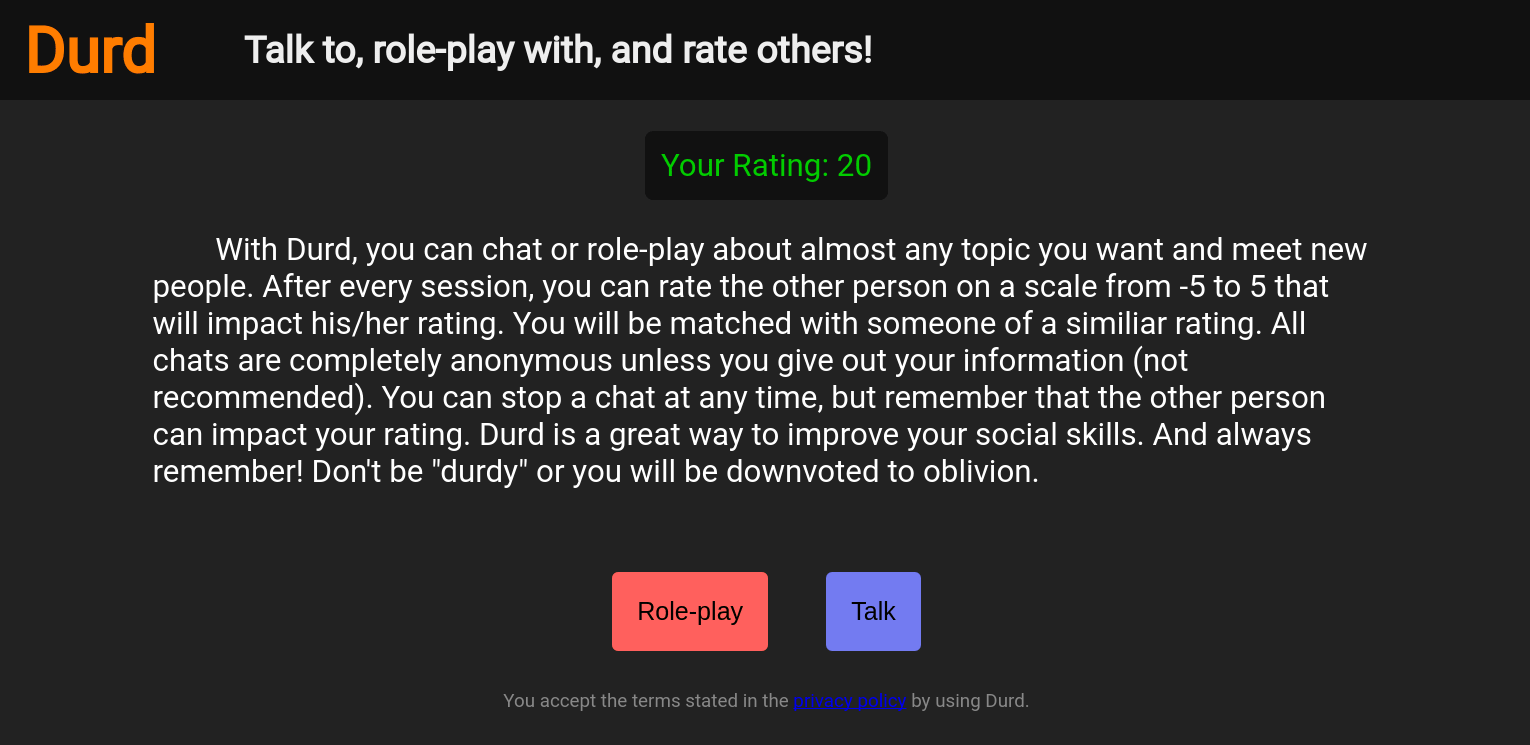 Durd
Talk to, role-play with, and rate others!
Your Rating: 20
With Durd, you can chat or role-play about almost any topic you want and meet new
people. After every session, you can rate the other person on a scale from -5 to 5 that
will impact his/her rating. You will be matched with someone of a similiar rating. All
chats are completely anonymous unless you give out your information (not
recommended). You can stop a chat at any time, but remember that the other person
can impact your rating. Durd is a great way to improve your social skills. And always
remember! Don't be "durdy" or you will be downvoted to oblivion.
Role-play
Talk
You accept the terms stated in the privacy policy by using Durd.